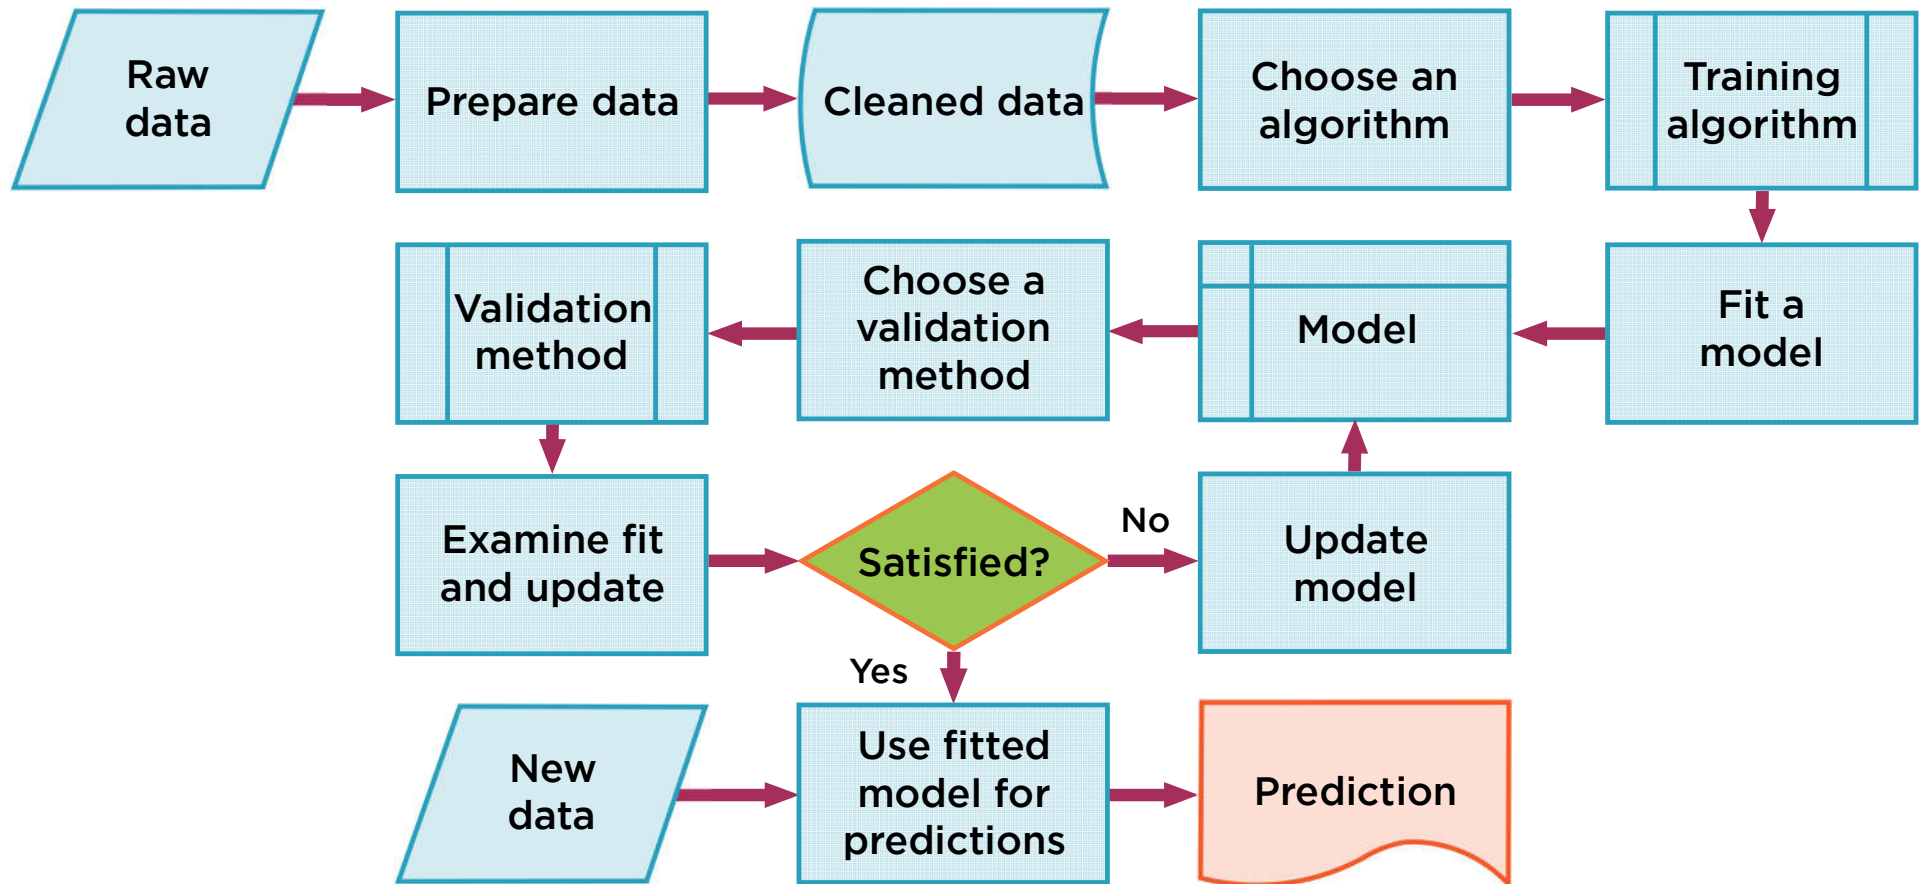 Raw
data
Prepare data
Cleaned data
Choose an
algorithm
Training
algorithm
Validation
method
Choose a
validation
method
Model
Fit a
model
Examine fit
and update
Satisfied?
No
Update
model
Yes
New
data
Use fitted
model for
predictions
Prediction